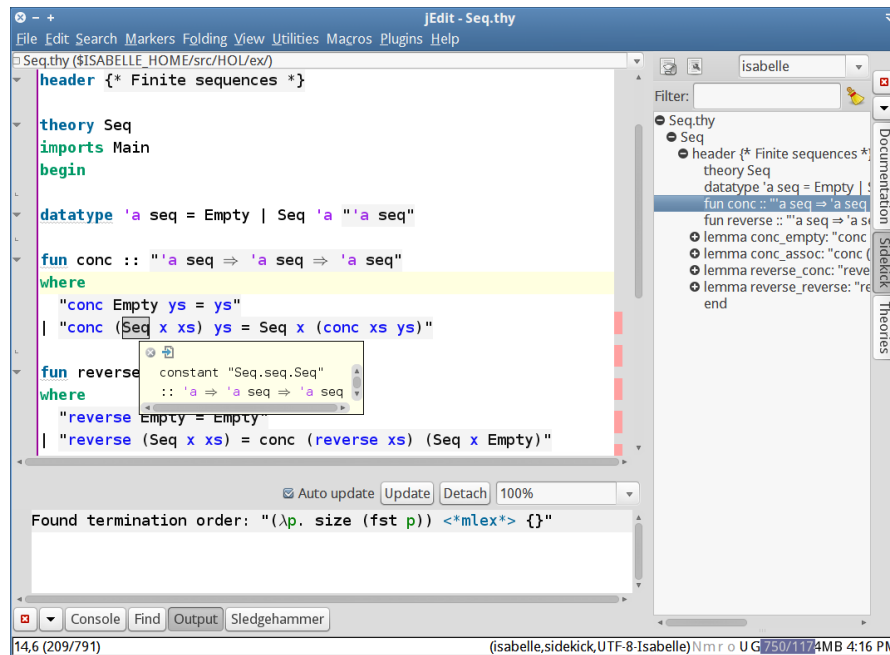 jEdit - Seq.thy
File Edit Search Markers Folding View Utilities Macros Plugins Help
Seq.thy ($ISABELLE_HOME/src/HOL/ex/)
header {* Finite sequences *}
theory Seq
imports Main
begin
datatype 'a seq = Empty | Seq 'a "'a seq"
fun conc :: "'a seq ⇒ 'a seq ⇒ 'a seq"
where
"conc Empty ys = ys"
| "conc (Seq x xs) ys = Seq x (conc xs ys)"
constant "Seq.seq.Seq"
:: 'a ⇒ 'a seq ⇒ 'a seq
fun reverse
where
"reverse Empty = Empty"
| "reverse (Seq x xs) = conc (reverse xs) (Seq x Empty)"
Auto update Update Detach 100%
Found termination order: "(λp. size (fst p)) <*mlex*> {}"
Console Find Output Sledgehammer
isabelle
Filter:
Seq.thy
Seq
header {* Finite sequences *}
theory Seq
datatype 'a seq = Empty | S
fun conc :: "'a seq ⇒ 'a seq
fun reverse :: "'a seq ⇒ 'a s
lemma conc_empty: "conc
lemma conc_assoc: "conc (
lemma reverse_conc: "reve
lemma reverse_reverse: "re
end
Documentation
Sidekick
Theories
14,6 (209/791)
(isabelle,sidekick,UTF-8-Isabelle) N m r o U G 750/1174MB 4:16 PM